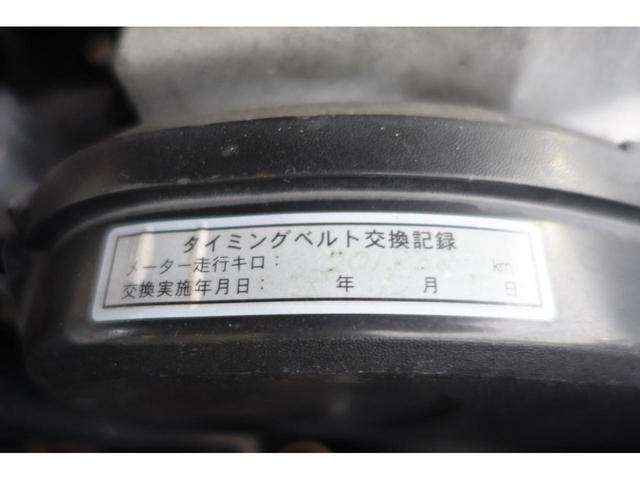 タイミングベルト交換記録
メーター走行キロ： km
交換実施年月日： 年 月 日